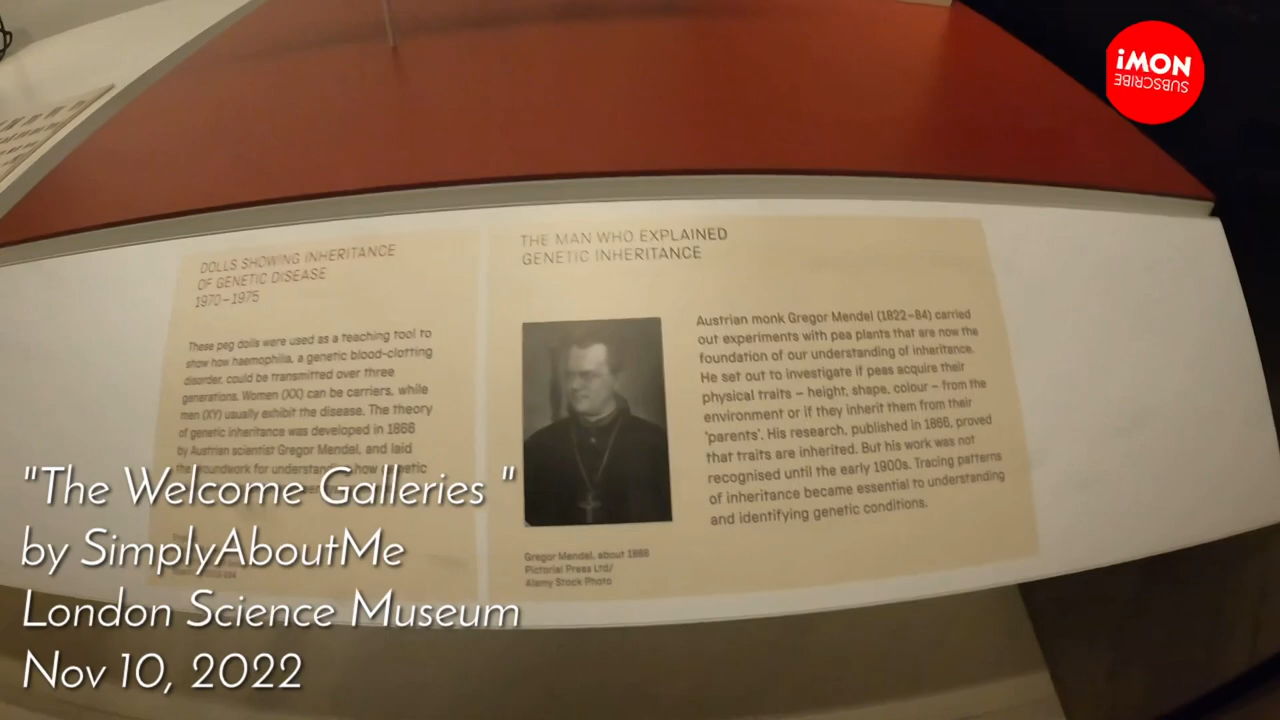 iMON
SUBSCRIBE
DOLLS SHOWING INHERITANCE
OF GENETIC DISEASE
1970–1975
These peg dolls were used as a teaching tool to
show how haemophilia, a genetic blood-clotting
disorder, could be transmitted over three
generations. Women (XX) can be carriers, while
men (XY) usually exhibit the disease. The theory
of genetic inheritance was developed in 1866
by Austrian scientist Gregor Mendel, and laid
the groundwork for understanding how genetic
THE MAN WHO EXPLAINED
GENETIC INHERITANCE
Austrian monk Gregor Mendel (1822–84) carried
out experiments with pea plants that are now the
foundation of our understanding of inheritance.
He set out to investigate if peas acquire their
physical traits – height, shape, colour – from the
environment or if they inherit them from their
'parents'. His research, published in 1866, proved
that traits are inherited. But his work was not
recognised until the early 1900s. Tracing patterns
of inheritance became essential to understanding
and identifying genetic conditions.
Gregor Mendel, about 1866
Pictorial Press Ltd/
Alamy Stock Photo
"The Welcome Galleries "
by SimplyAboutMe
London Science Museum
Nov 10, 2022